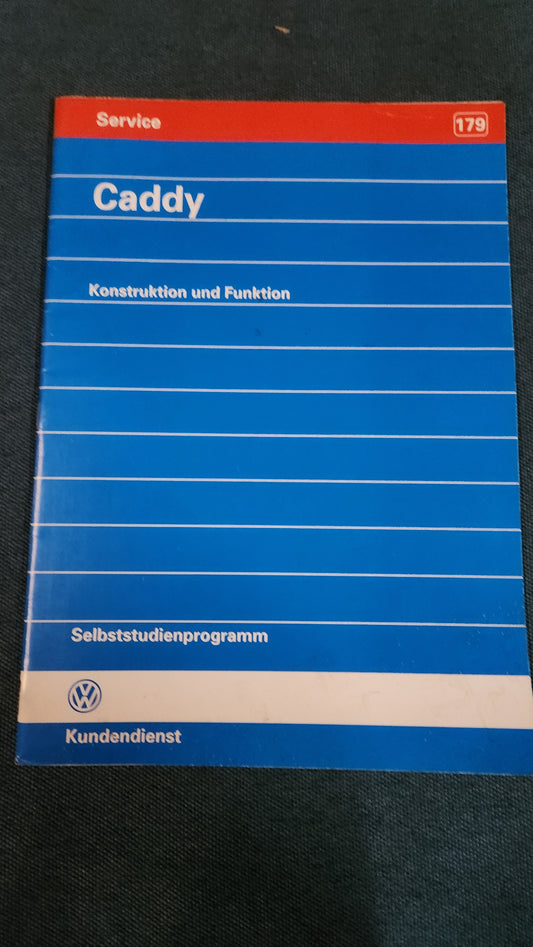 Service
179
Caddy
Konstruktion und Funktion
Selbststudienprogramm
VW
Kundendienst